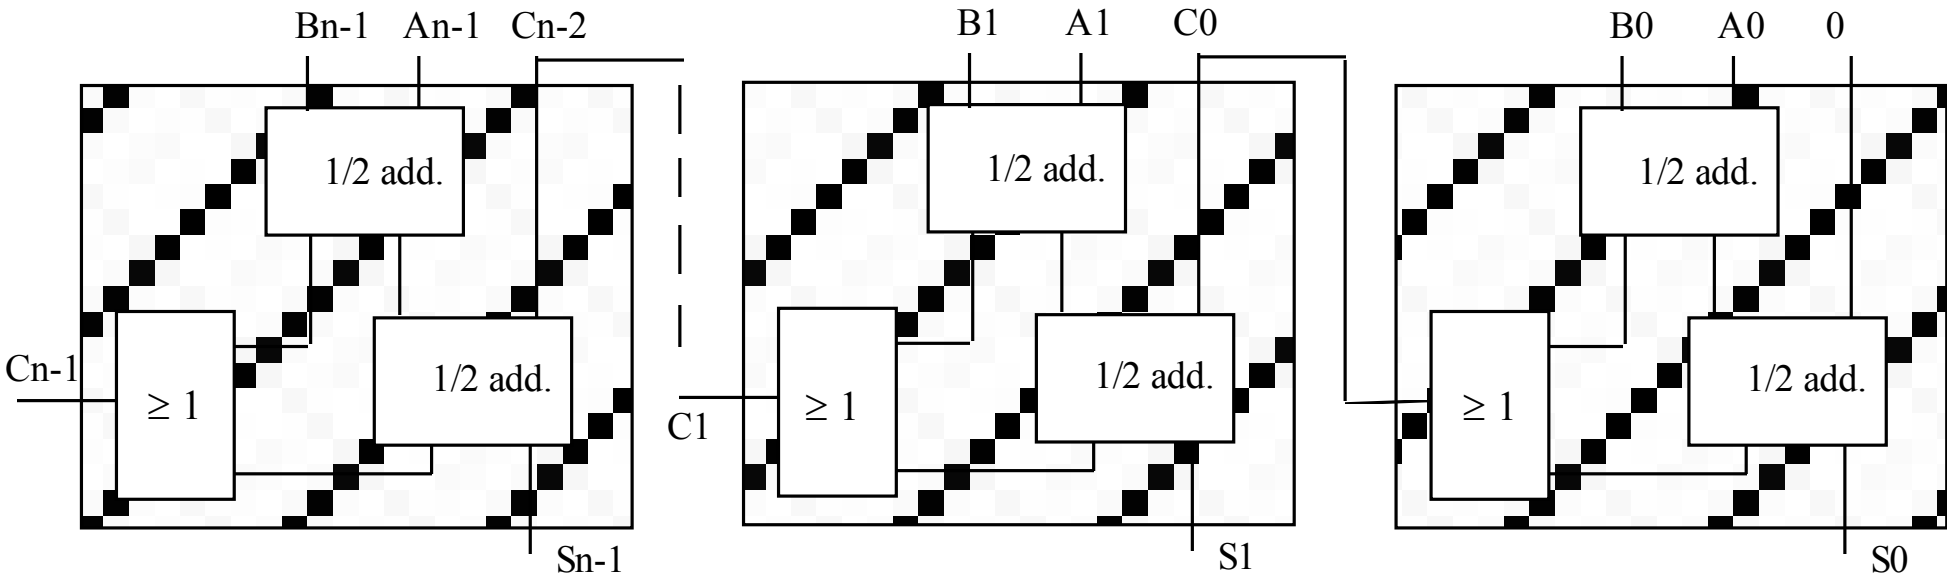 Bn-1 An-1 Cn-2 B1 A1 C0 B0 A0 0
1/2 add. 1/2 add. 1/2 add.
Cn-1 ≥ 1 1/2 add. C1 ≥ 1 1/2 add. ≥ 1 1/2 add.
Sn-1 S1 S0